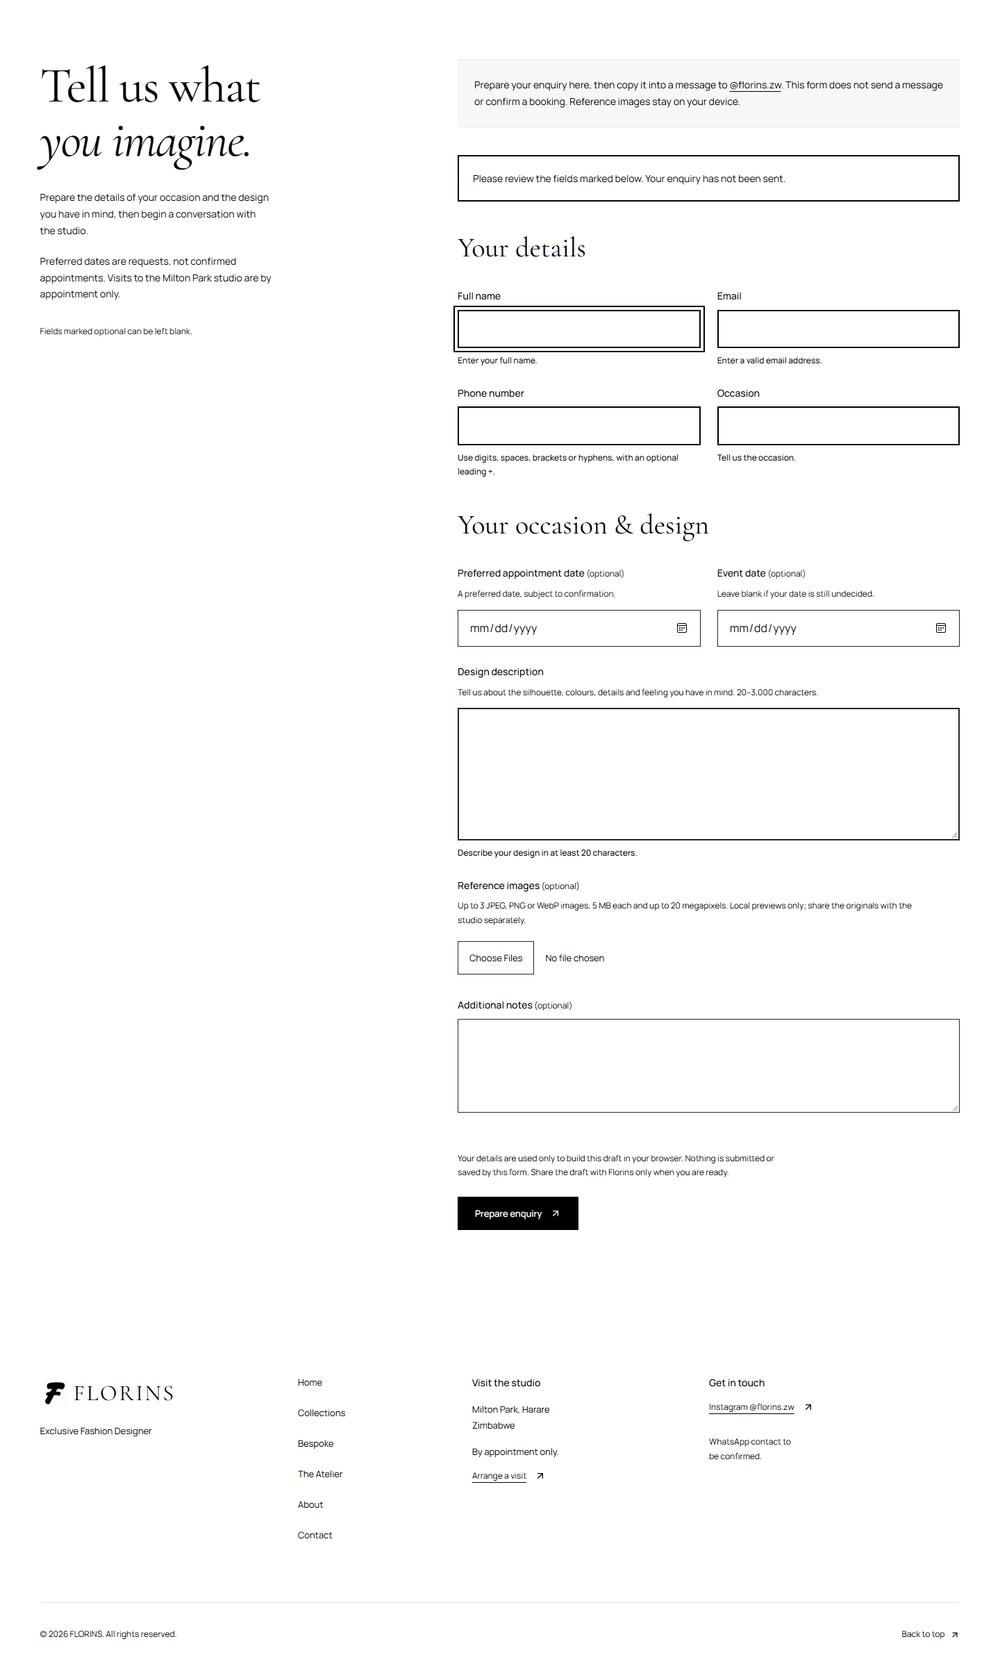 Tell us what
you imagine.
Prepare the details of your occasion and the design
you have in mind, then begin a conversation with
the studio.
Preferred dates are requests, not confirmed
appointments. Visits to the Milton Park studio are by
appointment only.
Fields marked optional can be left blank.
Prepare your enquiry here, then copy it into a message to @florins.zw. This form does not send a message
or confirm a booking. Reference images stay on your device.
Please review the fields marked below. Your enquiry has not been sent.
Your details
Full name
Enter your full name.
Email
Enter a valid email address.
Phone number
Use digits, spaces, brackets or hyphens, with an optional
leading +.
Occasion
Tell us the occasion.
Your occasion & design
Preferred appointment date (optional)
A preferred date, subject to confirmation.
mm/dd/yyyy
Event date (optional)
Leave blank if your date is still undecided.
mm/dd/yyyy
Design description
Tell us about the silhouette, colours, details and feeling you have in mind. 20–3,000 characters.
Describe your design in at least 20 characters.
Reference images (optional)
Up to 3 JPEG, PNG or WebP images, 5 MB each and up to 20 megapixels. Local previews only; share the originals with the
studio separately.
Choose Files No file chosen
Additional notes (optional)
Your details are used only to build this draft in your browser. Nothing is submitted or
saved by this form. Share the draft with Florins only when you are ready.
Prepare enquiry
F FLORINS
Exclusive Fashion Designer
Home
Collections
Bespoke
The Atelier
About
Contact
Visit the studio
Milton Park, Harare
Zimbabwe
By appointment only.
Arrange a visit
Get in touch
Instagram @florins.zw
WhatsApp contact to
be confirmed.
© 2026 FLORINS. All rights reserved.
Back to top